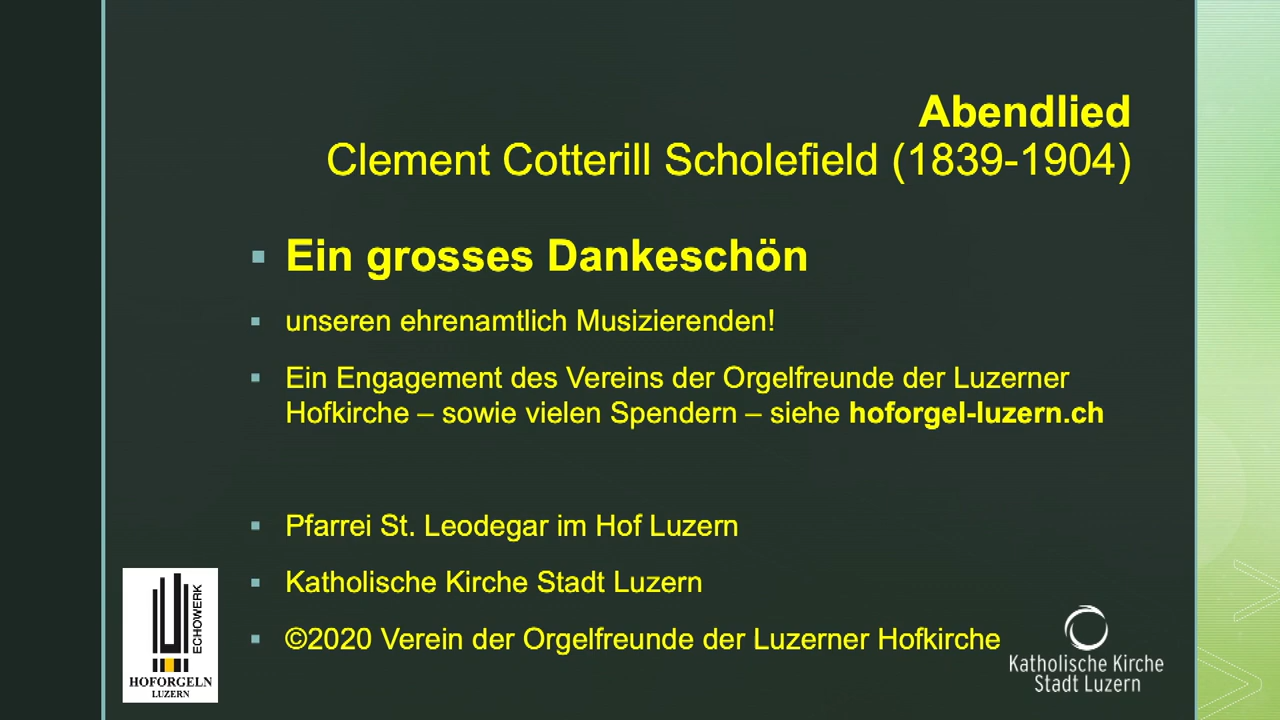 Abendlied
Clement Cotterill Scholefield (1839-1904)
Ein grosses Dankeschön
unseren ehrenamtlich Musizierenden!
Ein Engagement des Vereins der Orgelfreunde der Luzerner
Hofkirche – sowie vielen Spendern – siehe hoforgel-luzern.ch
Pfarrei St. Leodegar im Hof Luzern
Katholische Kirche Stadt Luzern
©2020 Verein der Orgelfreunde der Luzerner Hofkirche
ECHOWERK
HOFORGELN
LUZERN
Katholische Kirche
Stadt Luzern